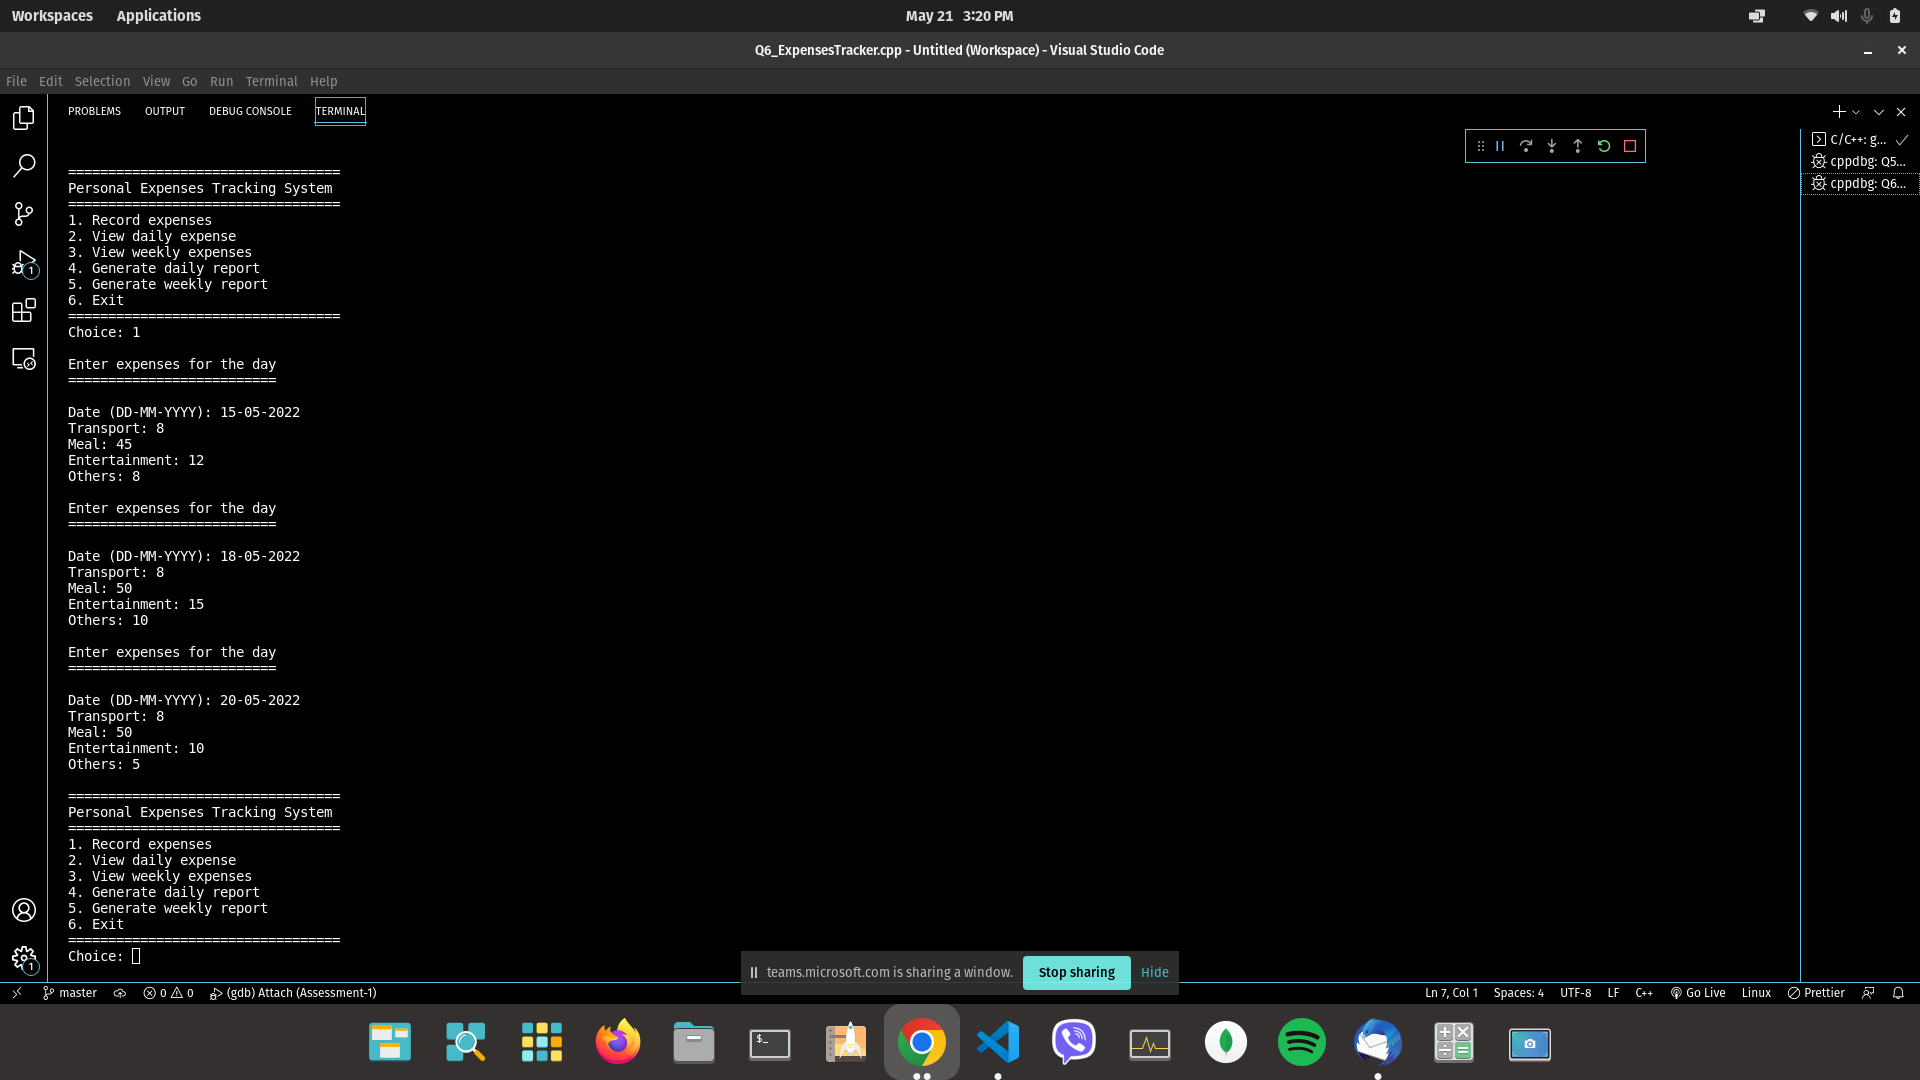 Workspaces Applications May 21 3:20 PM
Q6_ExpensesTracker.cpp - Untitled (Workspace) - Visual Studio Code
File Edit Selection View Go Run Terminal Help
PROBLEMS OUTPUT DEBUG CONSOLE TERMINAL
C/C++: g...
cppdbg: Q5...
cppdbg: Q6...
==================================
Personal Expenses Tracking System
==================================
1. Record expenses
2. View daily expense
3. View weekly expenses
4. Generate daily report
5. Generate weekly report
6. Exit
==================================
Choice: 1
Enter expenses for the day
==========================
Date (DD-MM-YYYY): 15-05-2022
Transport: 8
Meal: 45
Entertainment: 12
Others: 8
Enter expenses for the day
==========================
Date (DD-MM-YYYY): 18-05-2022
Transport: 8
Meal: 50
Entertainment: 15
Others: 10
Enter expenses for the day
==========================
Date (DD-MM-YYYY): 20-05-2022
Transport: 8
Meal: 50
Entertainment: 10
Others: 5
==================================
Personal Expenses Tracking System
==================================
1. Record expenses
2. View daily expense
3. View weekly expenses
4. Generate daily report
5. Generate weekly report
6. Exit
==================================
Choice:
1
1
teams.microsoft.com is sharing a window. Stop sharing Hide
master 0 0 (gdb) Attach (Assessment-1) Ln 7, Col 1 Spaces: 4 UTF-8 LF C++ Go Live Linux Prettier
$_